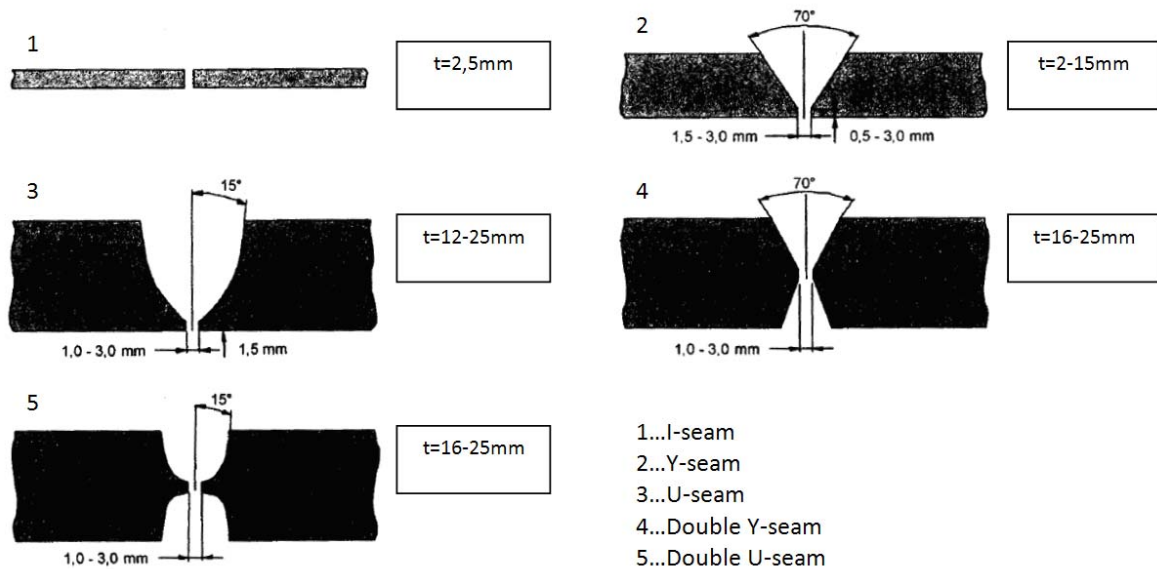 1
t=2,5mm
2
70°
t=2-15mm
1,5 - 3,0 mm
0,5 - 3,0 mm
3
15°
t=12-25mm
1,0 - 3,0 mm
1,5 mm
4
70°
t=16-25mm
1,0 - 3,0 mm
5
15°
t=16-25mm
1,0 - 3,0 mm
1...I-seam
2...Y-seam
3...U-seam
4...Double Y-seam
5...Double U-seam